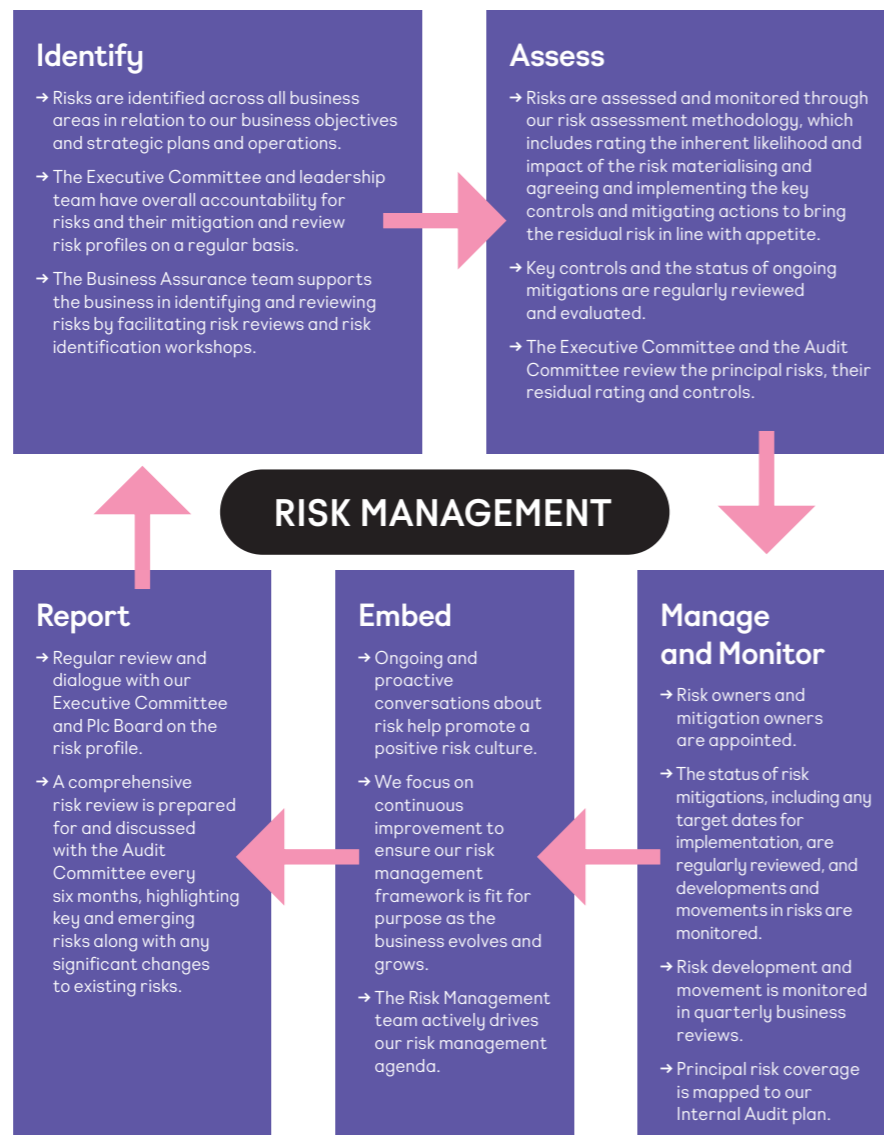 Identify
→ Risks are identified across all business
areas in relation to our business objectives
and strategic plans and operations.
→ The Executive Committee and leadership
team have overall accountability for
risks and their mitigation and review
risk profiles on a regular basis.
→ The Business Assurance team supports
the business in identifying and reviewing
risks by facilitating risk reviews and risk
identification workshops.
Assess
→ Risks are assessed and monitored through
our risk assessment methodology, which
includes rating the inherent likelihood and
impact of the risk materialising and
agreeing and implementing the key
controls and mitigating actions to bring
the residual risk in line with appetite.
→ Key controls and the status of ongoing
mitigations are regularly reviewed
and evaluated.
→ The Executive Committee and the Audit
Committee review the principal risks, their
residual rating and controls.
RISK MANAGEMENT
Report
→ Regular review and
dialogue with our
Executive Committee
and Plc Board on the
risk profile.
→ A comprehensive
risk review is prepared
for and discussed
with the Audit
Committee every
six months, highlighting
key and emerging
risks along with any
significant changes
to existing risks.
Embed
→ Ongoing and
proactive
conversations about
risk help promote a
positive risk culture.
→ We focus on
continuous
improvement to
ensure our risk
management
framework is fit for
purpose as the
business evolves and
grows.
→ The Risk Management
team actively drives
our risk management
agenda.
Manage
and Monitor
→ Risk owners and
mitigation owners
are appointed.
→ The status of risk
mitigations, including any
target dates for
implementation, are
regularly reviewed, and
developments and
movements in risks are
monitored.
→ Risk development and
movement is monitored
in quarterly business
reviews.
→ Principal risk coverage
is mapped to our
Internal Audit plan.